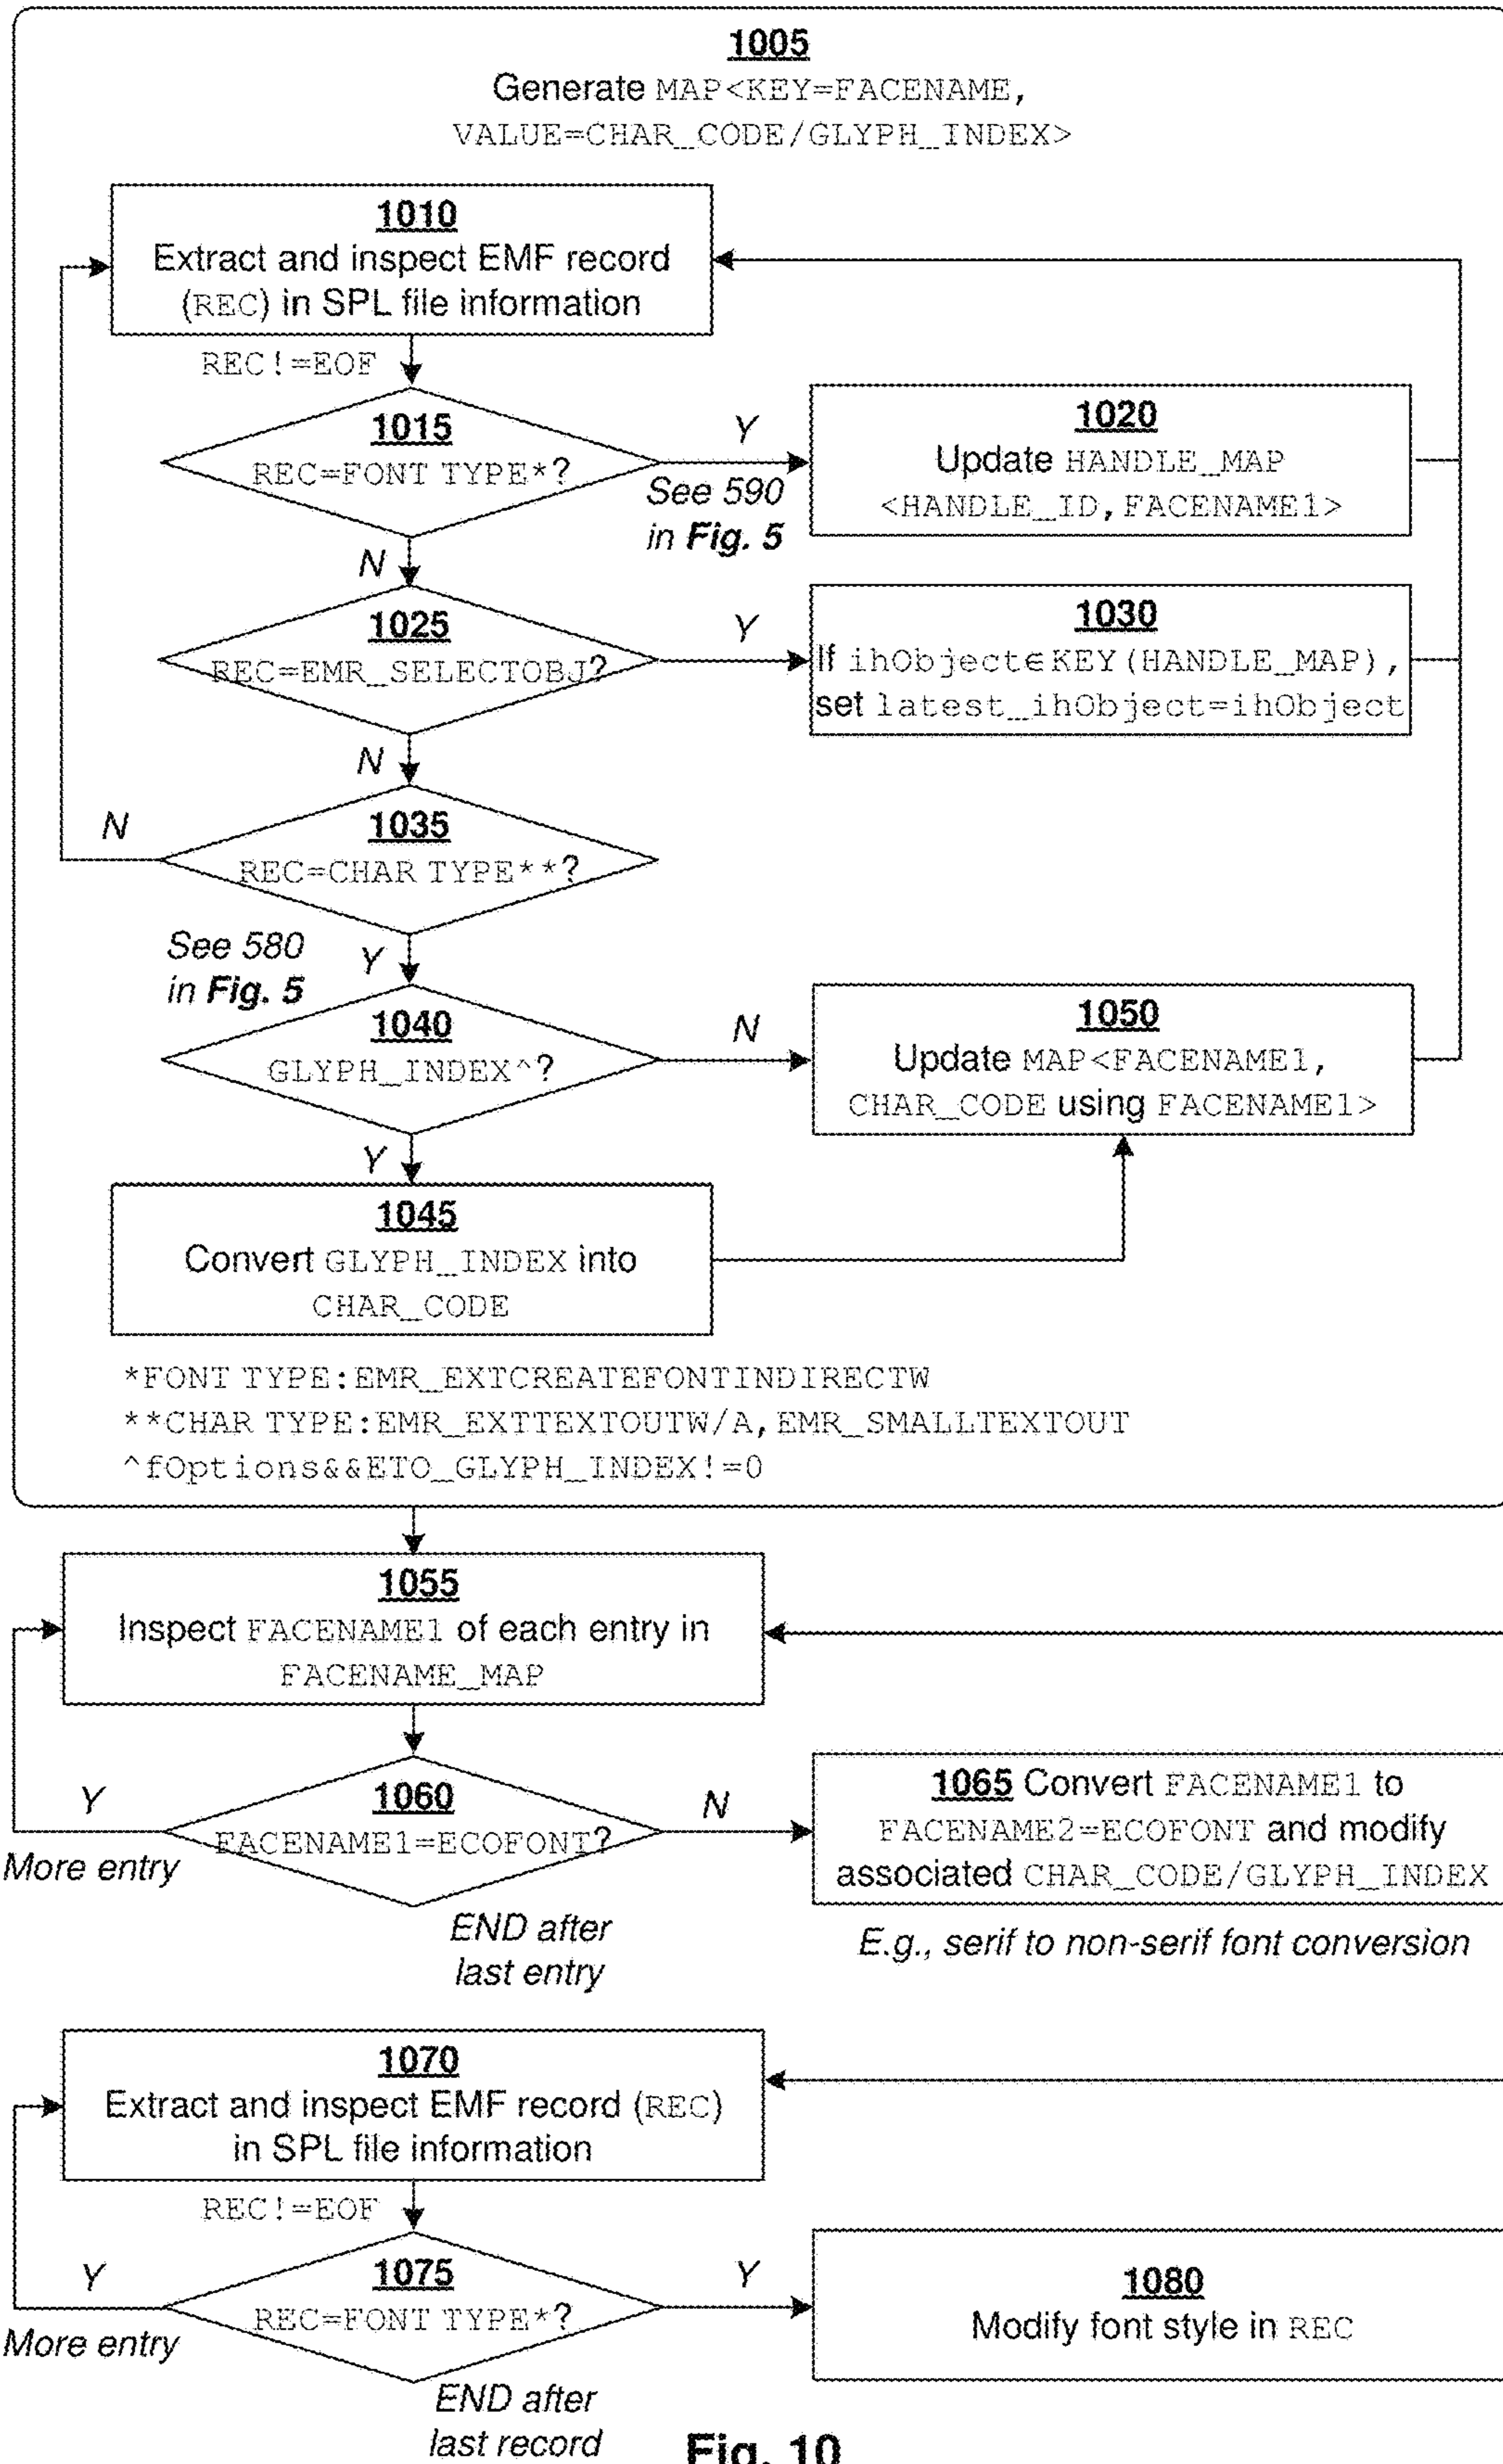 1005
Generate MAP<KEY=FACENAME,
VALUE=CHAR_CODE/GLYPH_INDEX>
1010
Extract and inspect EMF record
(REC) in SPL file information
REC!=EOF
1015
REC=FONT TYPE*?
Y
See 590
in Fig. 5
1020
Update HANDLE_MAP
<HANDLE_ID,FACENAME1>
N
1025
REC=EMR_SELECTOBJ?
Y
1030
If ihObject∈KEY(HANDLE_MAP),
set latest_ihObject=ihObject
N
N
1035
REC=CHAR TYPE**?
See 580
in Fig. 5
Y
1040
GLYPH_INDEX^?
N
1050
Update MAP<FACENAME1,
CHAR_CODE using FACENAME1>
Y
1045
Convert GLYPH_INDEX into
CHAR_CODE
*FONT TYPE:EMR_EXTCREATEFONTINDIRECTW
**CHAR TYPE:EMR_EXTTEXTOUTW/A,EMR_SMALLTEXTOUT
^fOptions&&ETO_GLYPH_INDEX!=0
1055
Inspect FACENAME1 of each entry in
FACENAME_MAP
Y
More entry
1060
FACENAME1=ECOFONT?
N
1065 Convert FACENAME1 to
FACENAME2=ECOFONT and modify
associated CHAR_CODE/GLYPH_INDEX
END after
last entry
E.g., serif to non-serif font conversion
1070
Extract and inspect EMF record (REC)
in SPL file information
REC!=EOF
Y
More entry
1075
REC=FONT TYPE*?
Y
1080
Modify font style in REC
END after
last record
Fig. 10